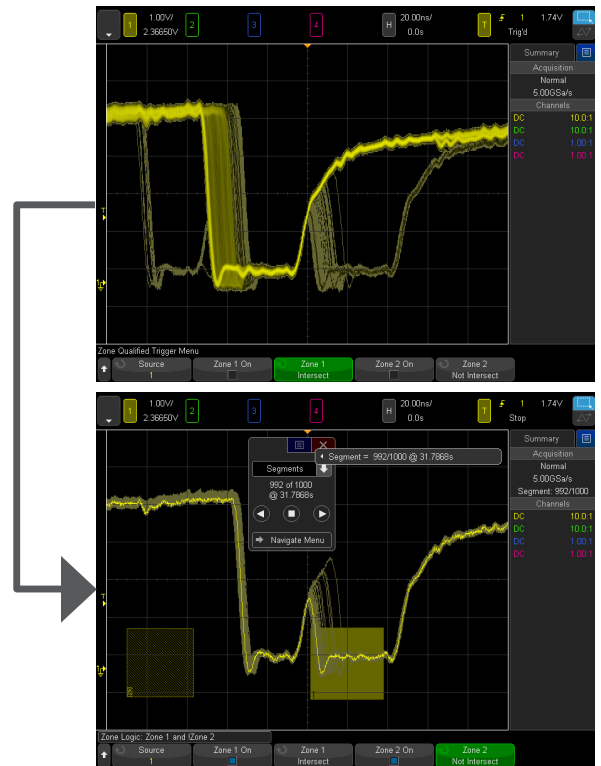 1 1.00V/ 2 3 4 H 20.00ns/ T 1 1.74V
2.36650V 0.0s Trig'd
Summary
Acquisition
Normal
5.00GSa/s
Channels
DC 10.0:1
DC 10.0:1
DC 1.00:1
DC 1.00:1
T
1
Zone Qualified Trigger Menu
Source Zone 1 On Zone 1 Zone 2 On Zone 2
1 Intersect Not Intersect
1 1.00V/ 2 3 4 H 20.00ns/ T 1 1.74V
2.36650V 0.0s Stop
Summary
Segment = 992/1000 @ 31.7868s
Acquisition
Segments
Normal
992 of 1000
5.00GSa/s
@ 31.7868s
Segment: 992/1000
Channels
DC 10.0:1
DC 10.0:1
Navigate Menu
DC 1.00:1
DC 1.00:1
T
1
2
1
Zone Logic: Zone 1 and !Zone 2
Source Zone 1 On Zone 1 Zone 2 On Zone 2
1 Intersect Not Intersect